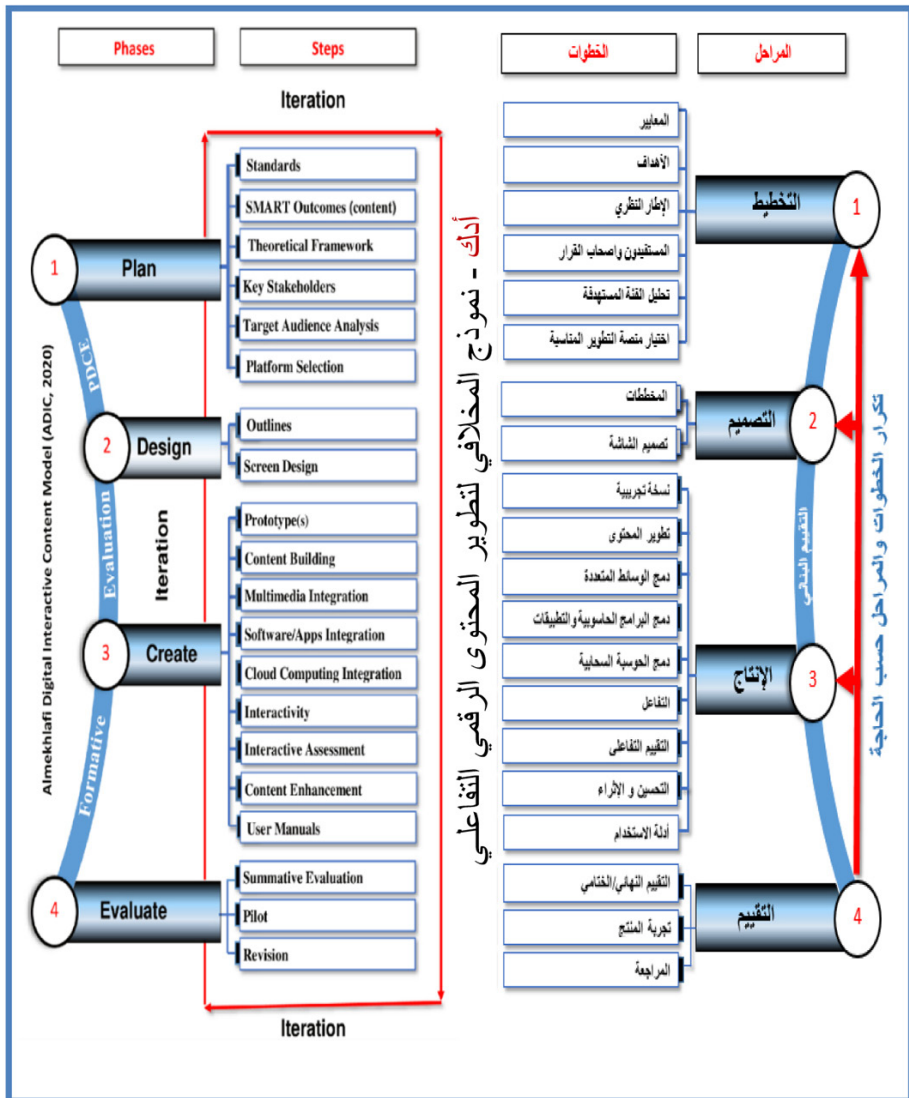 Phases
Steps
Iteration
Almekhlafi Digital Interactive Content Model (ADIC, 2020)
PDCE
Evaluation
Formative
Iteration
1
Plan
Standards
SMART Outcomes (content)
Theoretical Framework
Key Stakeholders
Target Audience Analysis
Platform Selection
2
Design
Outlines
Screen Design
3
Create
Prototype(s)
Content Building
Multimedia Integration
Software/Apps Integration
Cloud Computing Integration
Interactivity
Interactive Assessment
Content Enhancement
User Manuals
4
Evaluate
Summative Evaluation
Pilot
Revision
Iteration
أدك - نموذج المخلافي لتطوير المحتوى الرقمي التفاعلي
المراحل
الخطوات
1
التخطيط
المعايير
الأهداف
الإطار النظري
المستفيدون واصحاب القرار
تحليل الفئة المستهدفة
اختيار منصة التطوير المناسبة
2
التصميم
المخططات
تصميم الشاشة
3
الإنتاج
نسخة تجريبية
تطوير المحتوى
دمج الوسائط المتعددة
دمج البرامج الحاسوبية والتطبيقات
دمج الحوسبة السحابية
التفاعل
التقييم التفاعلى
التحسين و الإثراء
أدلة الاستخدام
4
التقييم
التقييم النهائي/الختامي
تجربة المنتج
المراجعة
التقييم البنائي
تكرار الخطوات والمراحل حسب الحاجة